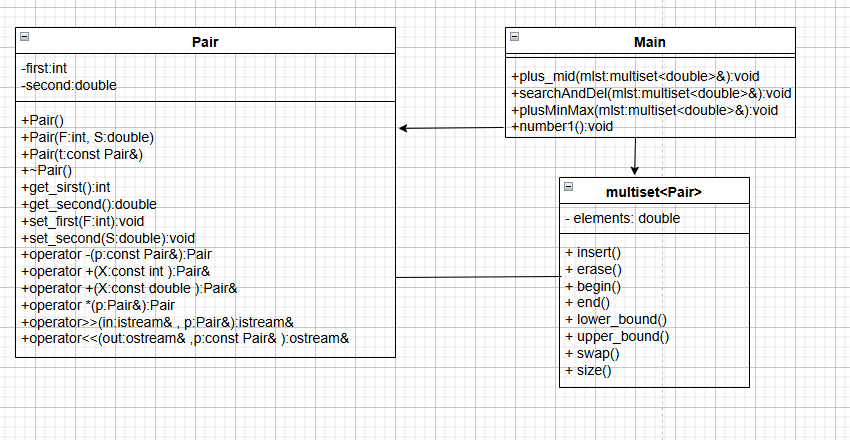 Pair
-first:int
-second:double
+Pair()
+Pair(F:int, S:double)
+Pair(t:const Pair&)
+~Pair()
+get_sirst():int
+get_second():double
+set_first(F:int):void
+set_second(S:double):void
+operator -(p:const Pair&):Pair
+operator +(X:const int ):Pair&
+operator +(X:const double ):Pair&
+operator *(p:Pair&):Pair
+operator>>(in:istream& , p:Pair&):istream&
+operator<<(out:ostream& ,p:const Pair& ):ostream&
Main
+plus_mid(mlst:multiset<double>&):void
+searchAndDel(mlst:multiset<double>&):void
+plusMinMax(mlst:multiset<double>&):void
+number1():void
multiset<Pair>
- elements: double
+ insert()
+ erase()
+ begin()
+ end()
+ lower_bound()
+ upper_bound()
+ swap()
+ size()